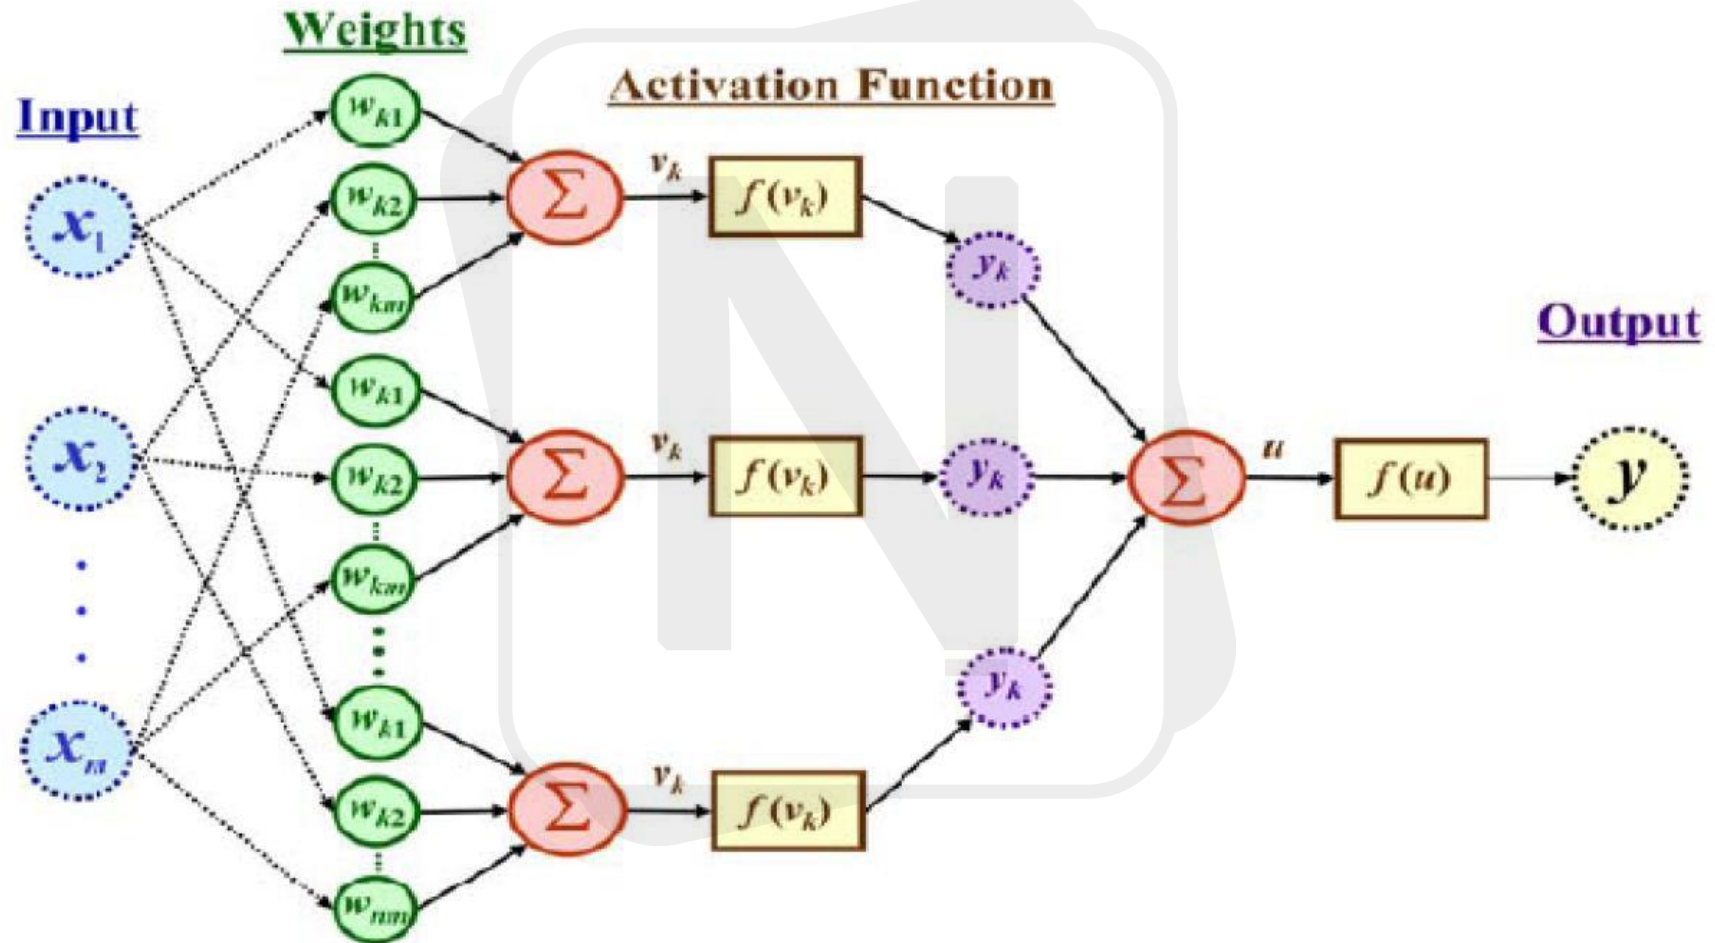 Weights
Activation Function
Input
Output
x₁
x₂
xₘ
wₖ₁
wₖ₂
wₖₘ
wₖ₁
wₖ₂
wₖₘ
wₖ₁
wₖ₂
wₙₘ
Σ
vₖ
f(vₖ)
yₖ
Σ
vₖ
f(vₖ)
yₖ
Σ
vₖ
f(vₖ)
yₖ
Σ
u
f(u)
y
N